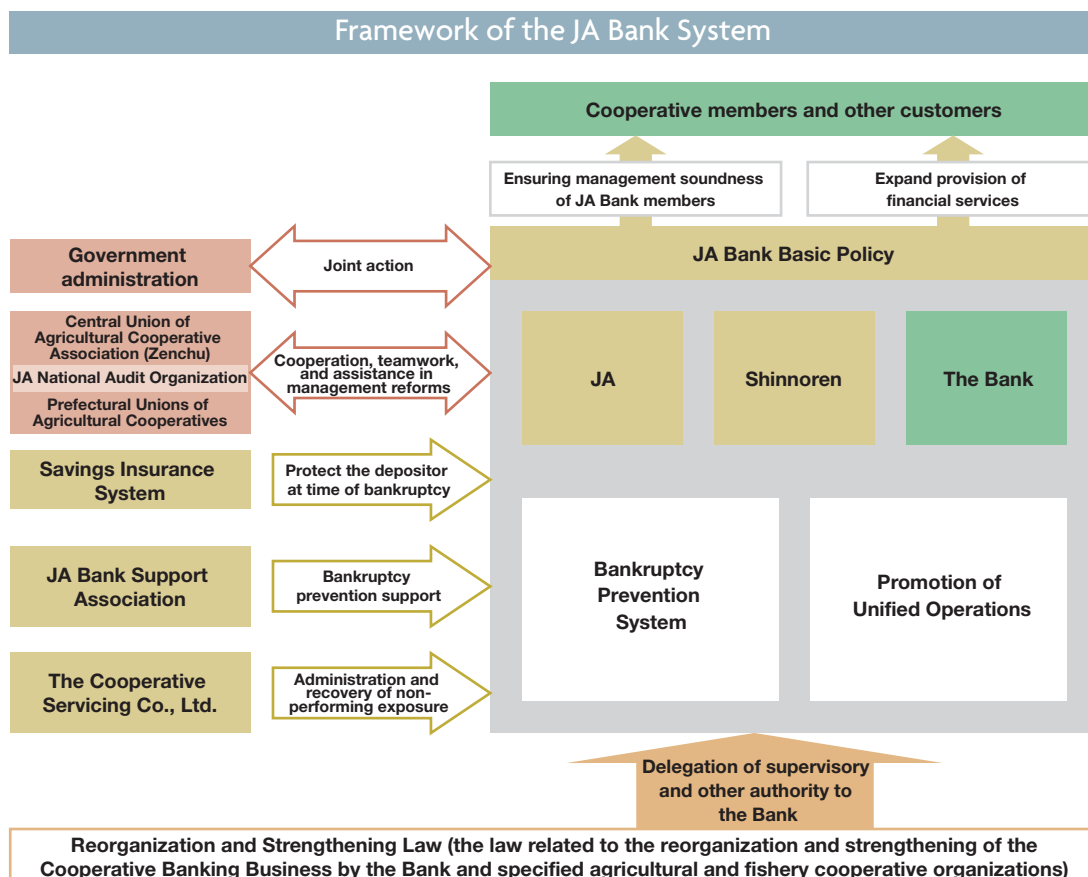 Framework of the JA Bank System
Cooperative members and other customers
Ensuring management soundness
of JA Bank members
Expand provision of
financial services
Government
administration
Joint action
JA Bank Basic Policy
Central Union of
Agricultural Cooperative
Association (Zenchu)
JA National Audit Organization
Prefectural Unions of
Agricultural Cooperatives
Cooperation, teamwork,
and assistance in
management reforms
JA
Shinnoren
The Bank
Savings Insurance
System
Protect the depositor
at time of bankruptcy
JA Bank Support
Association
Bankruptcy
prevention support
Bankruptcy
Prevention
System
Promotion of
Unified Operations
The Cooperative
Servicing Co., Ltd.
Administration and
recovery of non-
performing exposure
Delegation of supervisory
and other authority to
the Bank
Reorganization and Strengthening Law (the law related to the reorganization and strengthening of the
Cooperative Banking Business by the Bank and specified agricultural and fishery cooperative organizations)